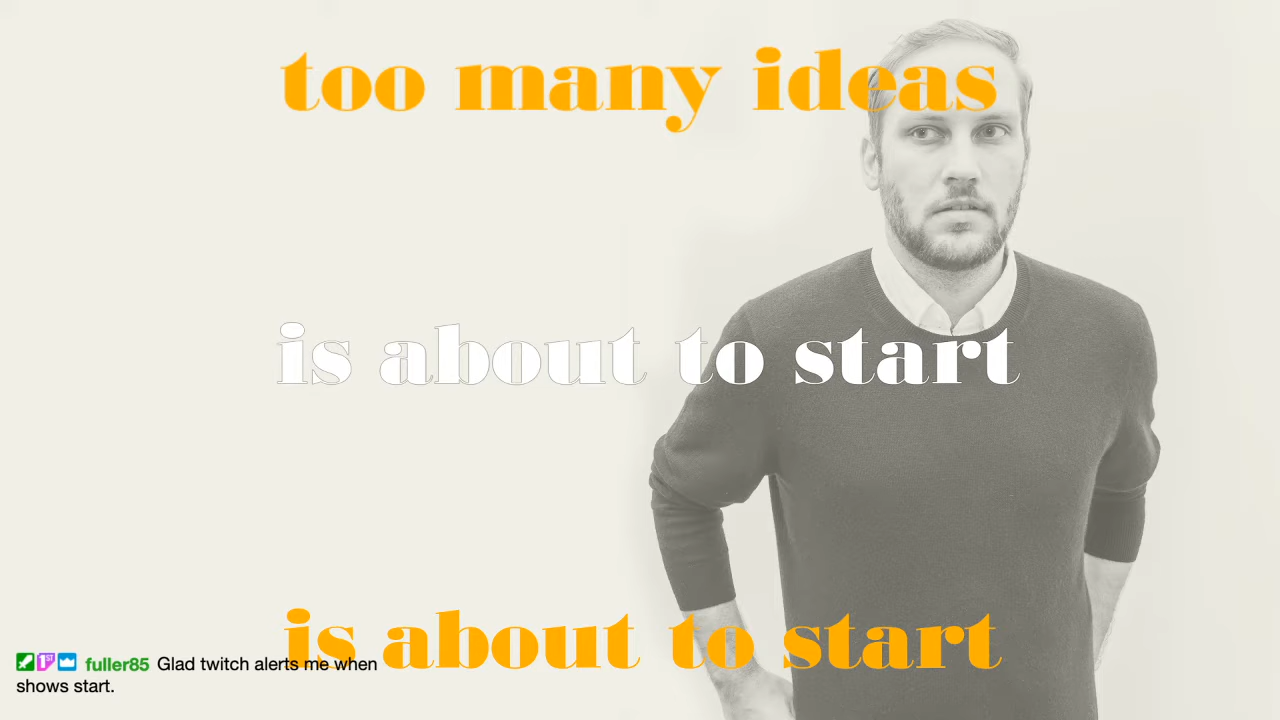 too many ideas
is about to start
is about to start
fuller85 Glad twitch alerts me when
shows start.